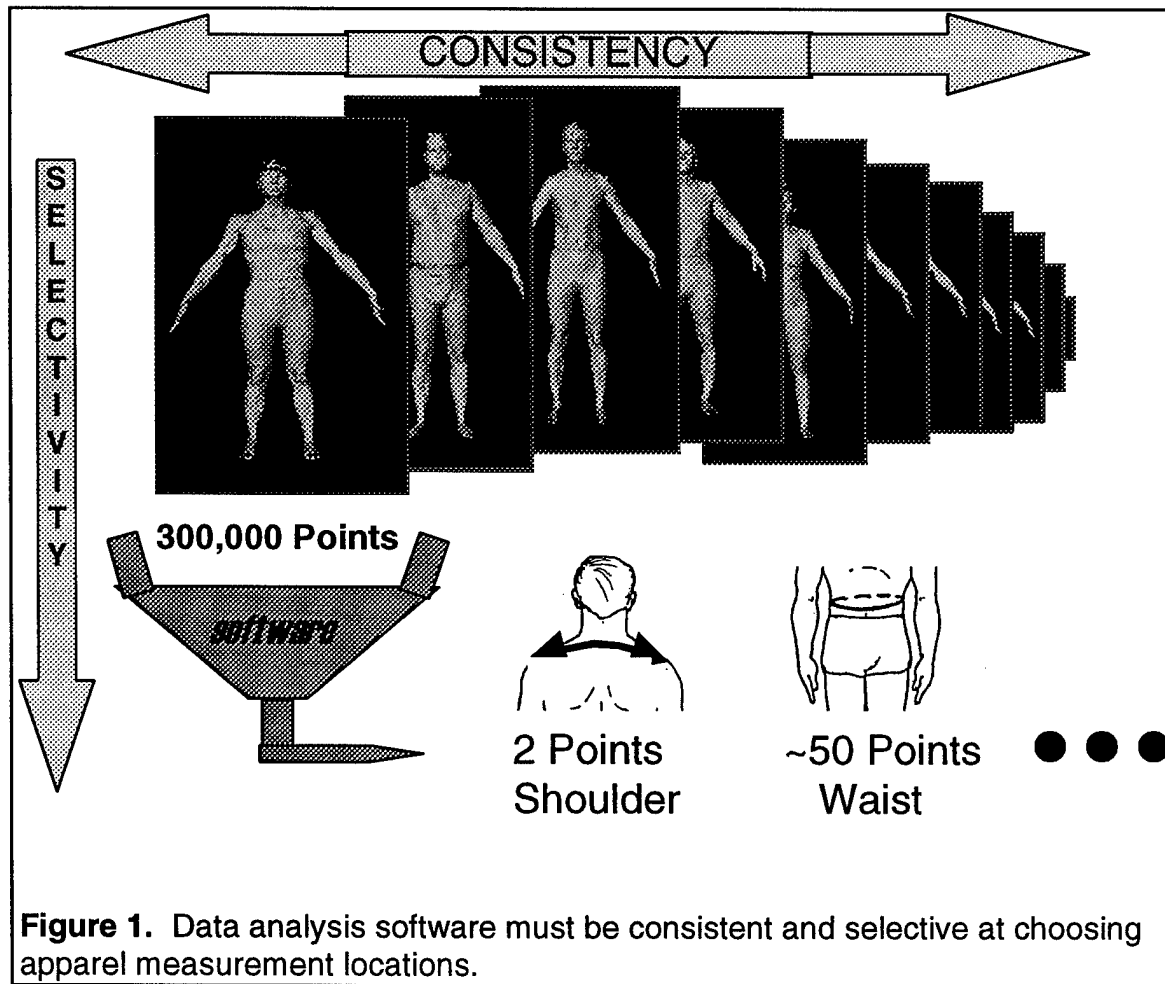 CONSISTENCY
SELECTIVITY
300,000 Points
software
2 Points
Shoulder
~50 Points
Waist
Figure 1. Data analysis software must be consistent and selective at choosing
apparel measurement locations.